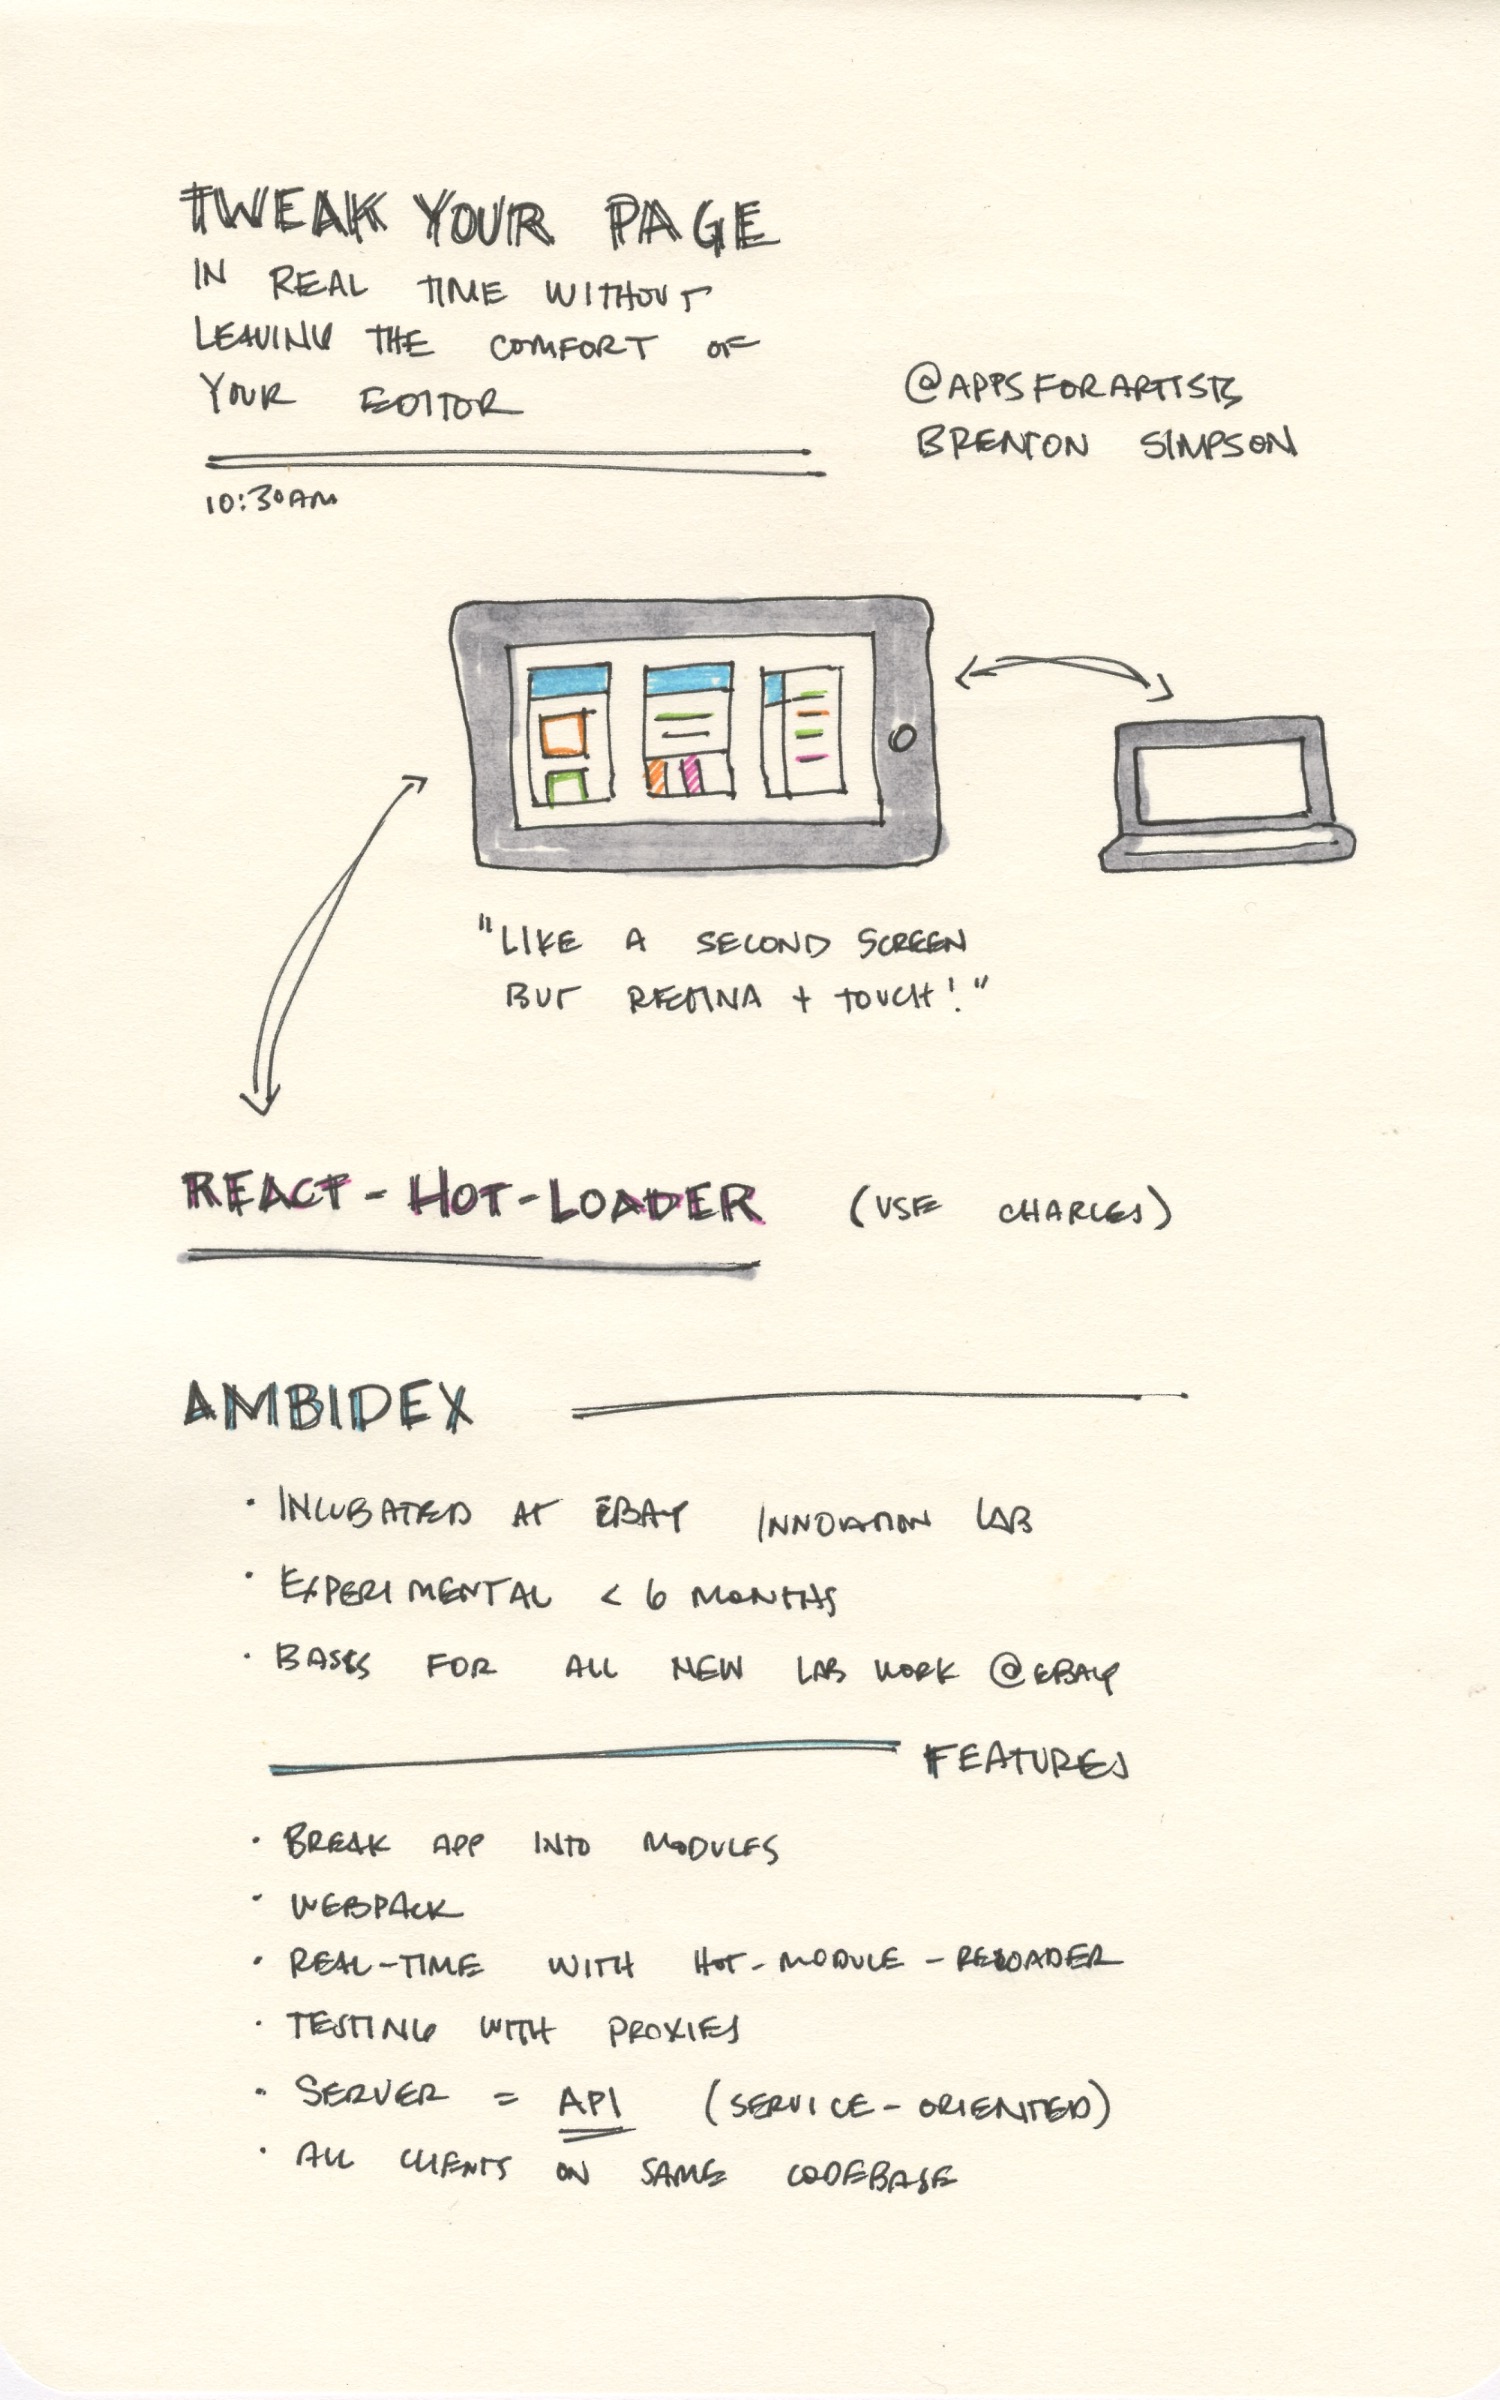 TWEAK YOUR PAGE
IN REAL TIME WITHOUT
LEAVING THE COMFORT OF
YOUR EDITOR
@APPSFORARTISTS
BRENTON SIMPSON
10:30AM
"LIKE A SECOND SCREEN
BUT RETINA + TOUCH!"
REACT-HOT-LOADER (USE CHARLES)
AMBIDEX
• INCUBATED AT EBAY INNOVATION LAB
• EXPERIMENTAL < 6 MONTHS
• BASIS FOR ALL NEW LAB WORK @EBAY
FEATURES
• BREAK APP INTO MODULES
• WEBPACK
• REAL-TIME WITH HOT-MODULE-RELOADER
• TESTING WITH PROXIES
• SERVER = API (SERVICE-ORIENTED)
• ALL CLIENTS ON SAME CODEBASE